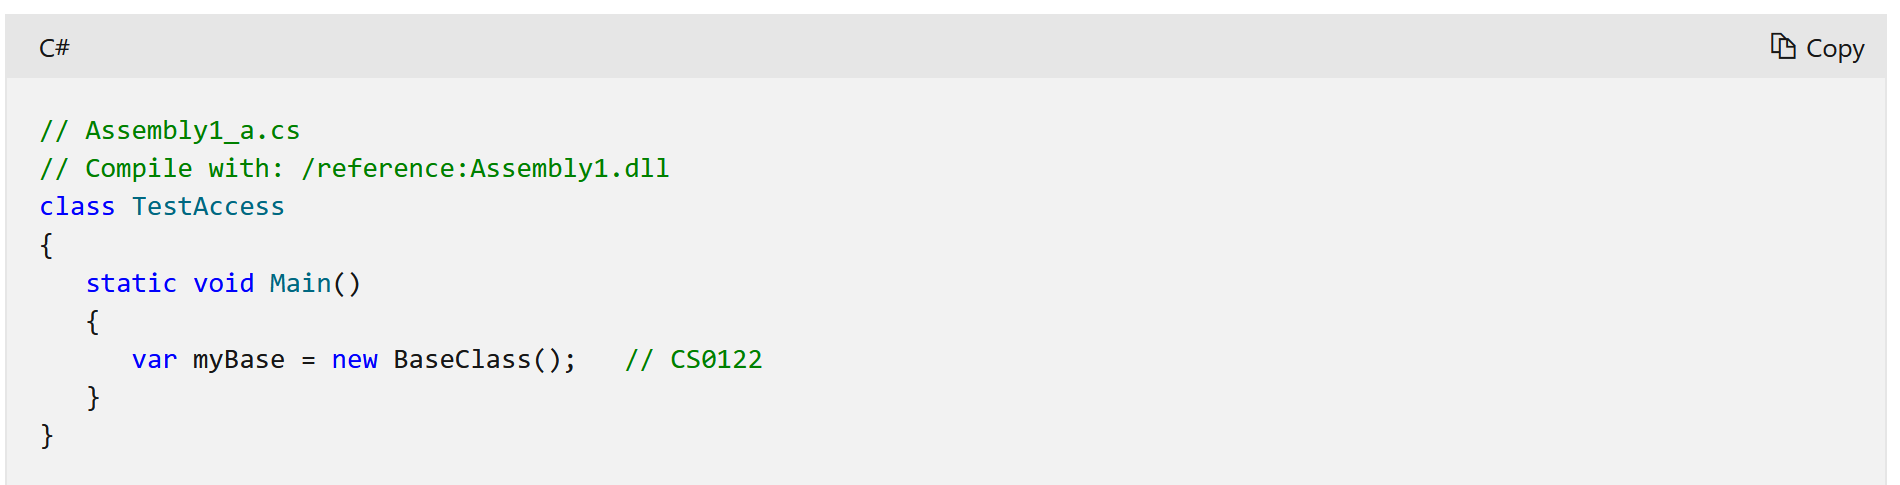 C#
Copy
// Assembly1_a.cs
// Compile with: /reference:Assembly1.dll
class TestAccess
{
   static void Main()
   {
      var myBase = new BaseClass();   // CS0122
   }
}